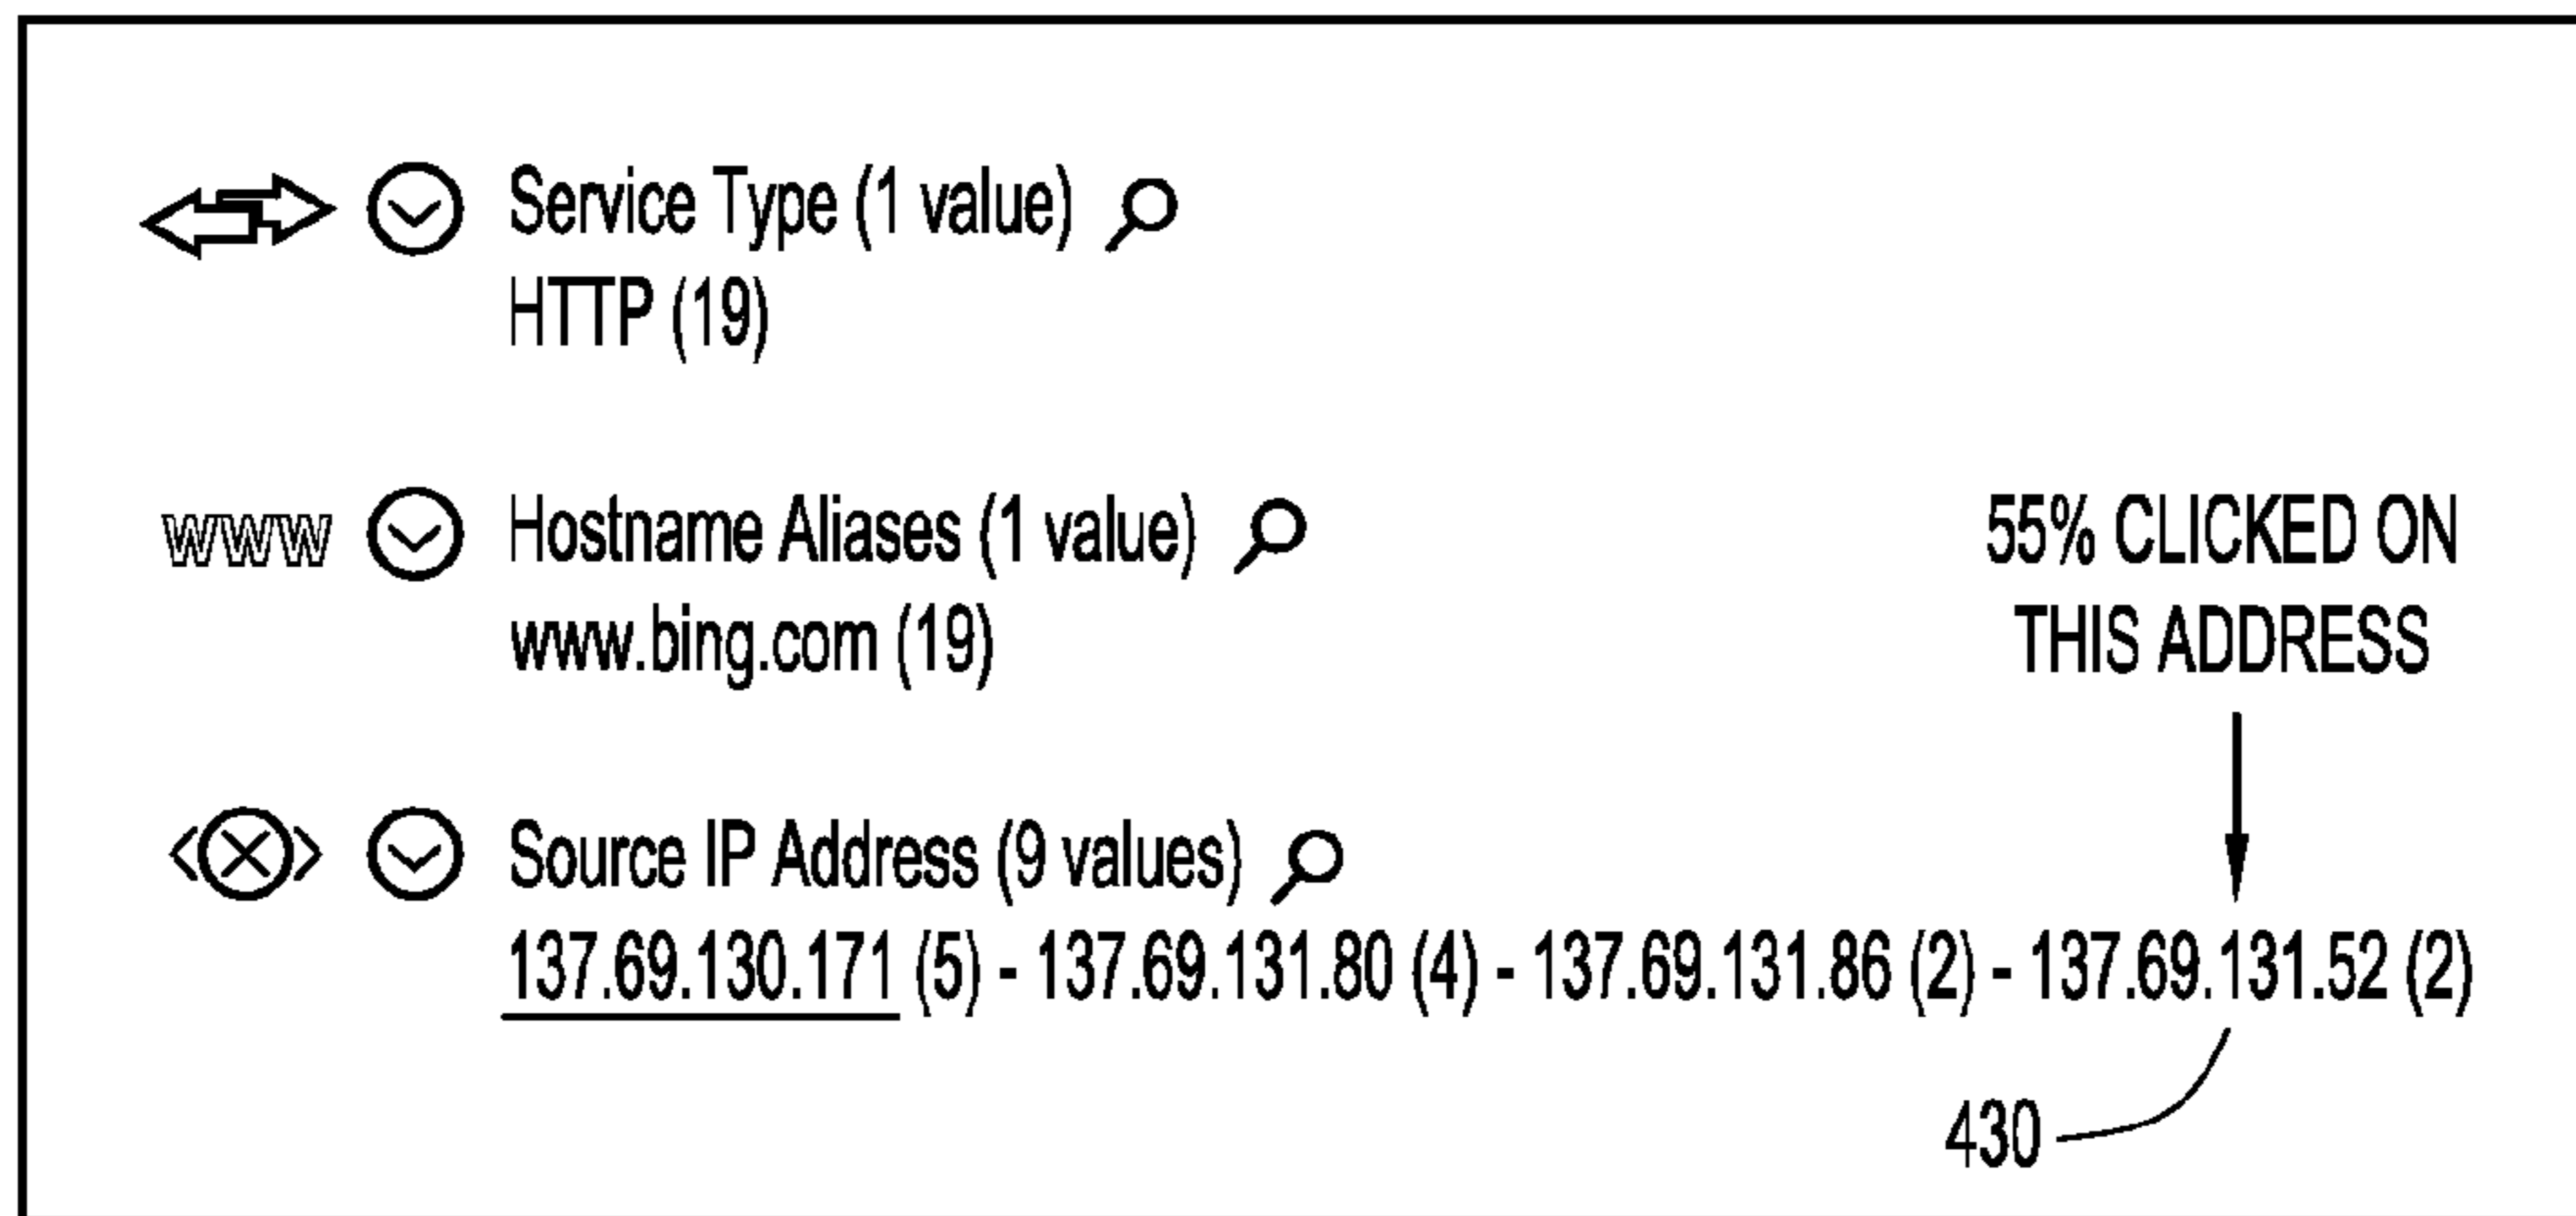 Service Type (1 value)
HTTP (19)
www Hostname Aliases (1 value)
www.bing.com (19)
55% CLICKED ON
THIS ADDRESS
Source IP Address (9 values)
137.69.130.171 (5) - 137.69.131.80 (4) - 137.69.131.86 (2) - 137.69.131.52 (2)
430